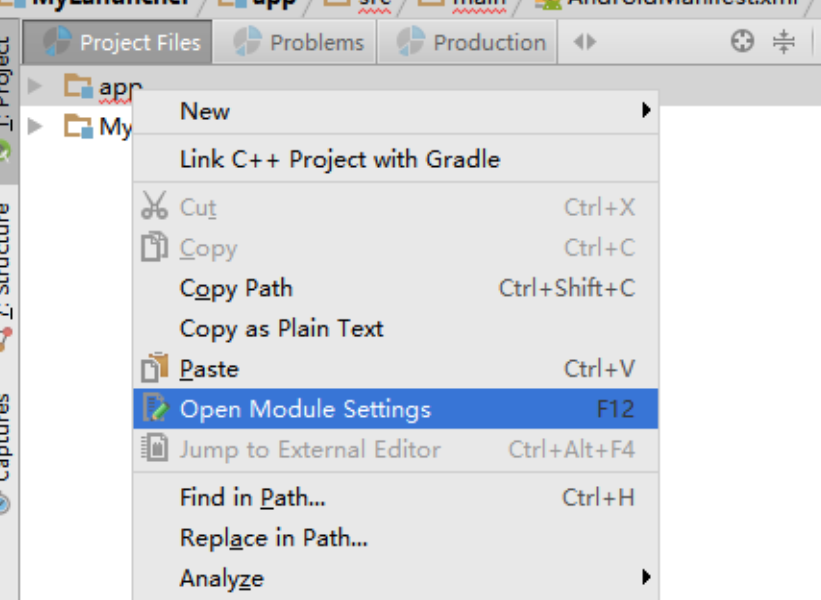 MyLauncher app src main AndroidManifest.xml
Project Files Problems Production
app
My
New
Link C++ Project with Gradle
Cut Ctrl+X
Copy Ctrl+C
Copy Path Ctrl+Shift+C
Copy as Plain Text
Paste Ctrl+V
Open Module Settings F12
Jump to External Editor Ctrl+Alt+F4
Find in Path... Ctrl+H
Replace in Path...
Analyze
1: Project
7: Structure
Captures